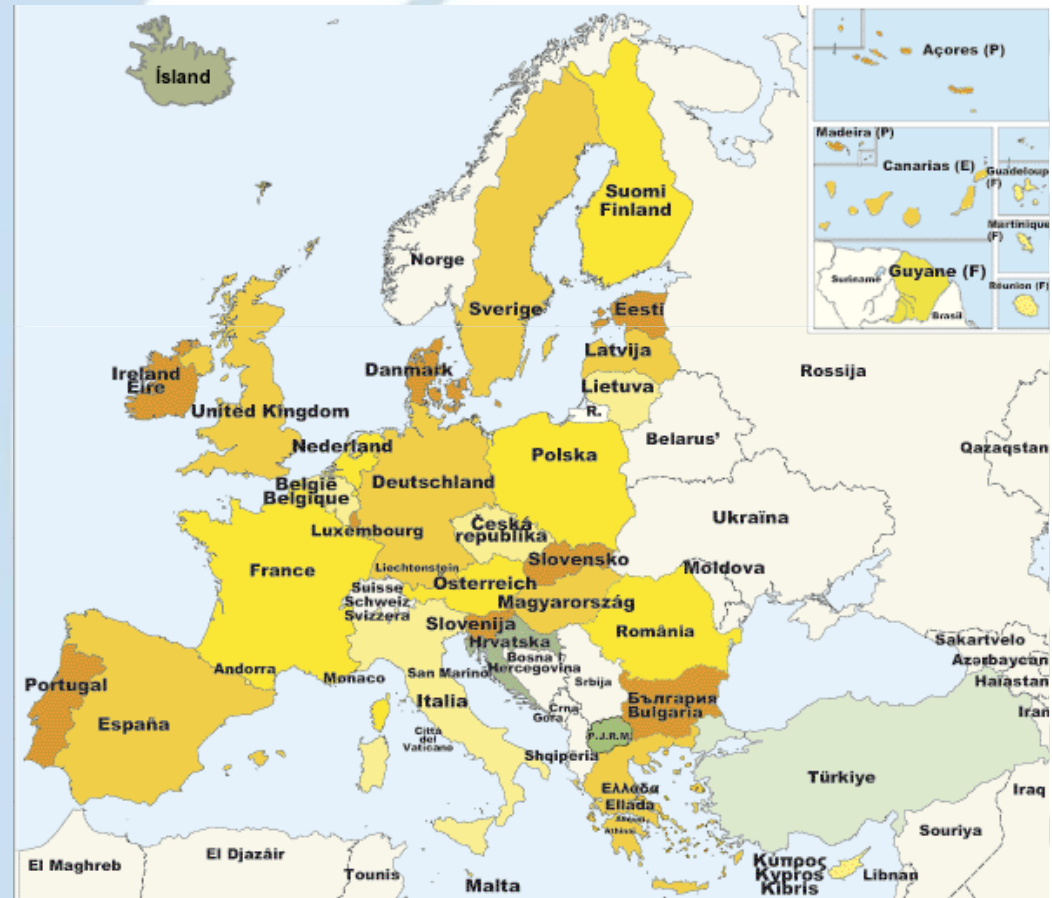 Ísland
Açores (P)
Madeira (P)
Canarias (E)
Guadeloupe
(F)
Martinique
(F)
Guyane (F)
Suriname
Brasil
Réunion (F)
Suomi
Finland
Norge
Sverige
Eesti
Latvija
Lietuva
R.
Danmark
Ireland
Éire
United Kingdom
Nederland
België
Belgique
Deutschland
Polska
Belarus’
Rossija
Qazaqstan
Luxembourg
Česká
republika
Ukraïna
Slovensko
France
Liechtenstein
Österreich
Moldova
Suisse
Schweiz
Svizzera
Magyarország
Slovenija
Hrvatska
România
Bosna i
Hercegovina
Srbija
Sakartvelo
Azərbaycan
Haïastan
Iran
Andorra
Monaco
San Marino
Portugal
España
Italia
Città
del
Vaticano
Crna
Gora
България
Bulgaria
P.J.R.M.
Shqipëria
Ελλαδα
Ellada
Türkiye
Iraq
Souriya
El Maghreb
El Djazâir
Tounis
Malta
Κύπρος
Kypros
Kibris
Libnan